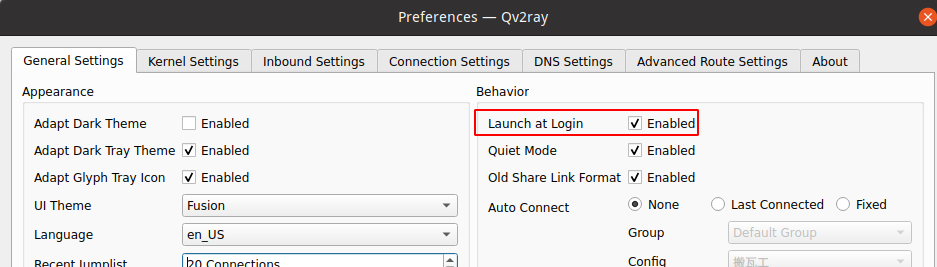 Preferences — Qv2ray
General Settings Kernel Settings Inbound Settings Connection Settings DNS Settings Advanced Route Settings About
Appearance
Adapt Dark Theme Enabled
Adapt Dark Tray Theme Enabled
Adapt Glyph Tray Icon Enabled
UI Theme Fusion
Language en_US
Recent Jumplist 20 Connections
Behavior
Launch at Login Enabled
Quiet Mode Enabled
Old Share Link Format Enabled
Auto Connect None Last Connected Fixed
Group Default Group
Config 搬瓦工